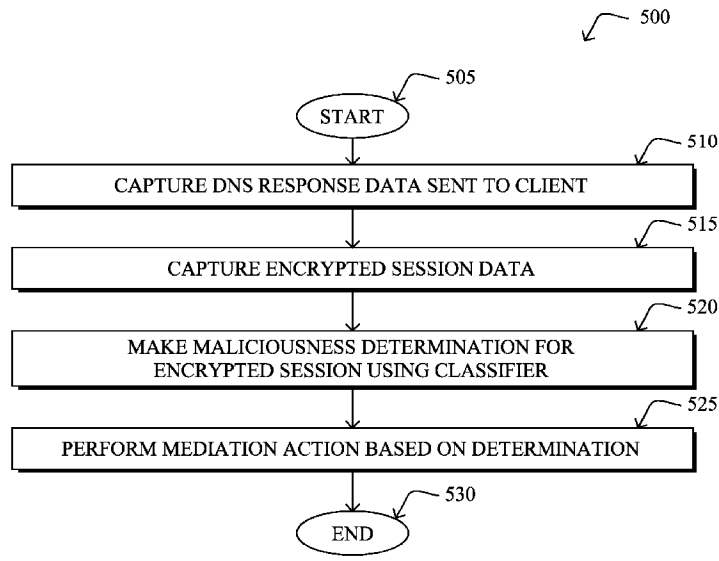 500
505
START
510
CAPTURE DNS RESPONSE DATA SENT TO CLIENT
515
CAPTURE ENCRYPTED SESSION DATA
520
MAKE MALICIOUSNESS DETERMINATION FOR
ENCRYPTED SESSION USING CLASSIFIER
525
PERFORM MEDIATION ACTION BASED ON DETERMINATION
530
END